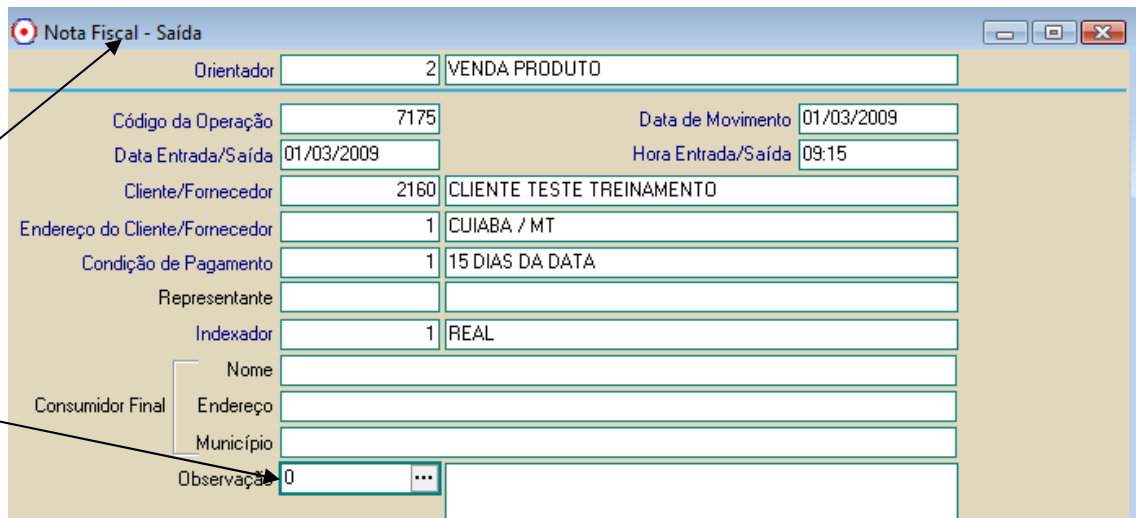 Nota Fiscal - Saída
Orientador 2 VENDA PRODUTO
Código da Operação 7175 Data de Movimento 01/03/2009
Data Entrada/Saída 01/03/2009 Hora Entrada/Saída 09:15
Cliente/Fornecedor 2160 CLIENTE TESTE TREINAMENTO
Endereço do Cliente/Fornecedor 1 CUIABA / MT
Condição de Pagamento 1 15 DIAS DA DATA
Representante
Indexador 1 REAL
Nome
Consumidor Final Endereço
Município
Observação 0 ...